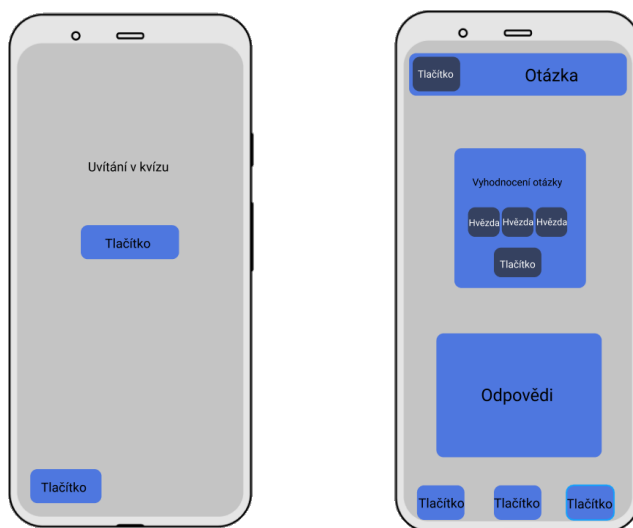 Uvítání v kvízu
Tlačítko
Tlačítko
Tlačítko
Otázka
Vyhodnocení otázky
Hvězda Hvězda Hvězda
Tlačítko
Odpovědi
Tlačítko Tlačítko Tlačítko